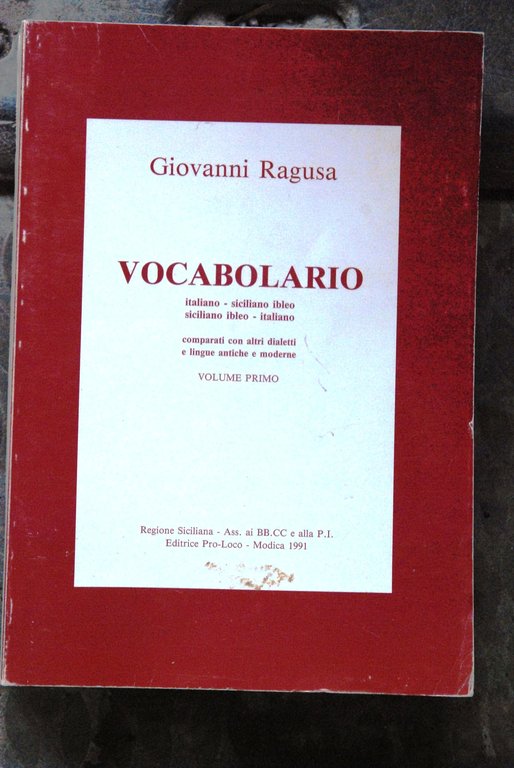 Giovanni Ragusa
VOCABOLARIO
italiano - siciliano ibleo
siciliano ibleo - italiano
comparati con altri dialetti
e lingue antiche e moderne
VOLUME PRIMO
Regione Siciliana - Ass. ai BB.CC e alla P.I.
Editrice Pro-Loco - Modica 1991